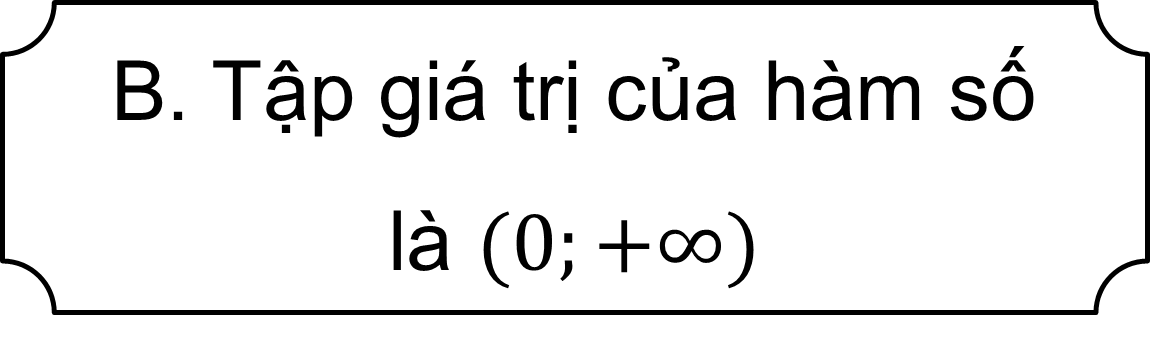 B. Tập giá trị của hàm số
là (0; +∞)